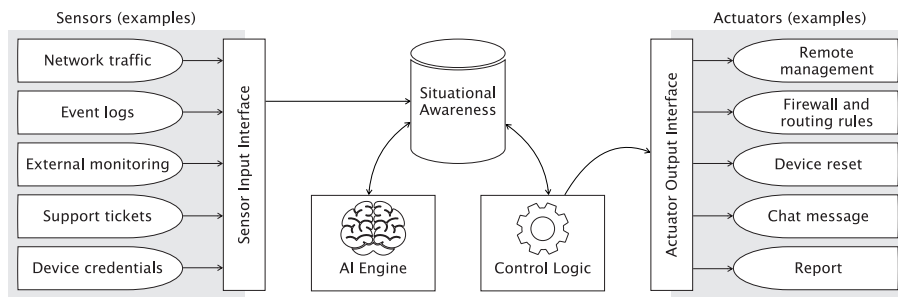 Sensors (examples)
Network traffic
Event logs
External monitoring
Support tickets
Device credentials
Sensor Input Interface
Situational
Awareness
AI Engine
Control Logic
Actuator Output Interface
Actuators (examples)
Remote
management
Firewall and
routing rules
Device reset
Chat message
Report